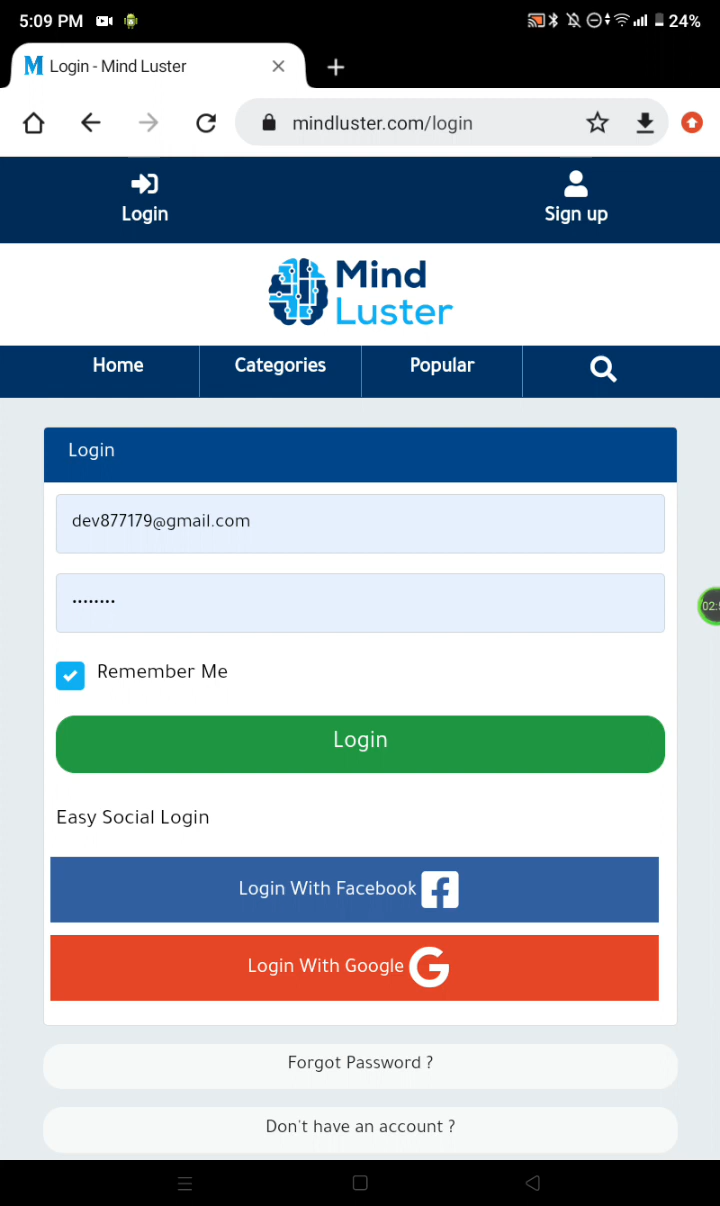 5:09 PM 24%
Login - Mind Luster
mindluster.com/login
Login
Sign up
Mind
Luster
Home
Categories
Popular
Login
dev877179@gmail.com
........
Remember Me
Login
Easy Social Login
Login With Facebook
Login With Google
Forgot Password ?
Don't have an account ?